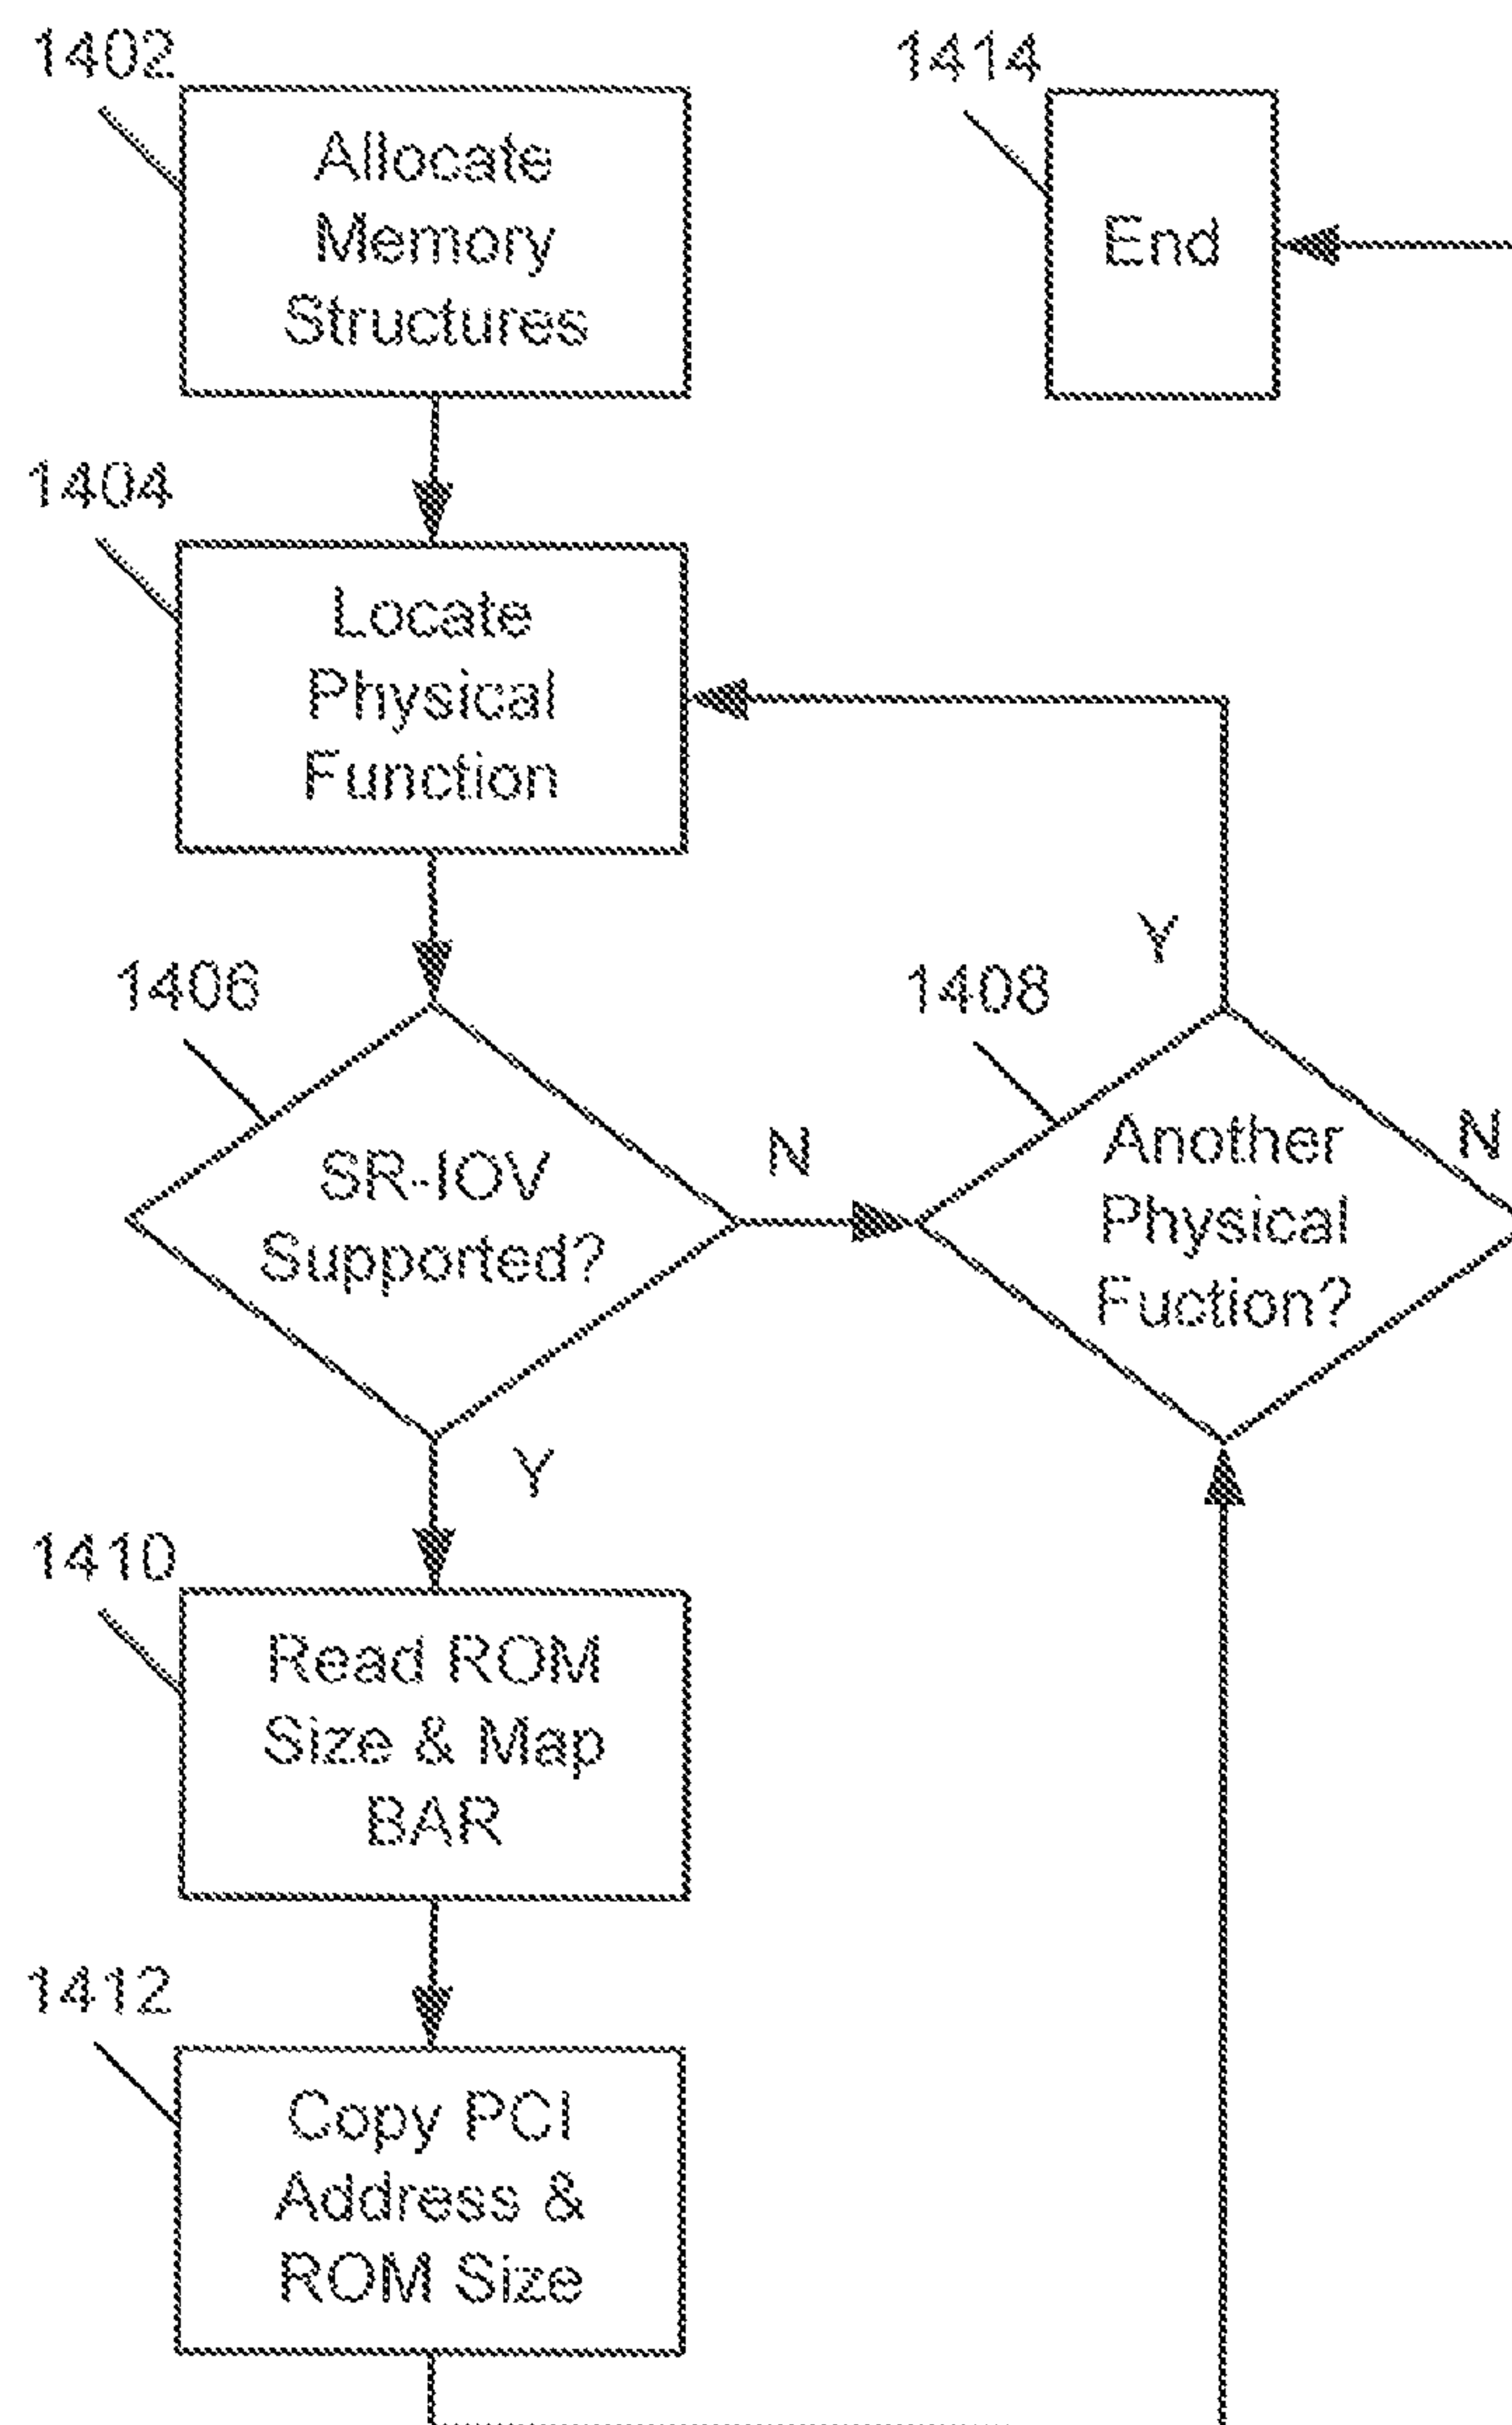 1402
Allocate
Memory
Structures
1414
End
1404
Locate
Physical
Function
1406
SR-IOV
Supported?
N
Y
1408
Another
Physical
Fuction?
Y
N
1410
Read ROM
Size & Map
BAR
1412
Copy PCI
Address &
ROM Size